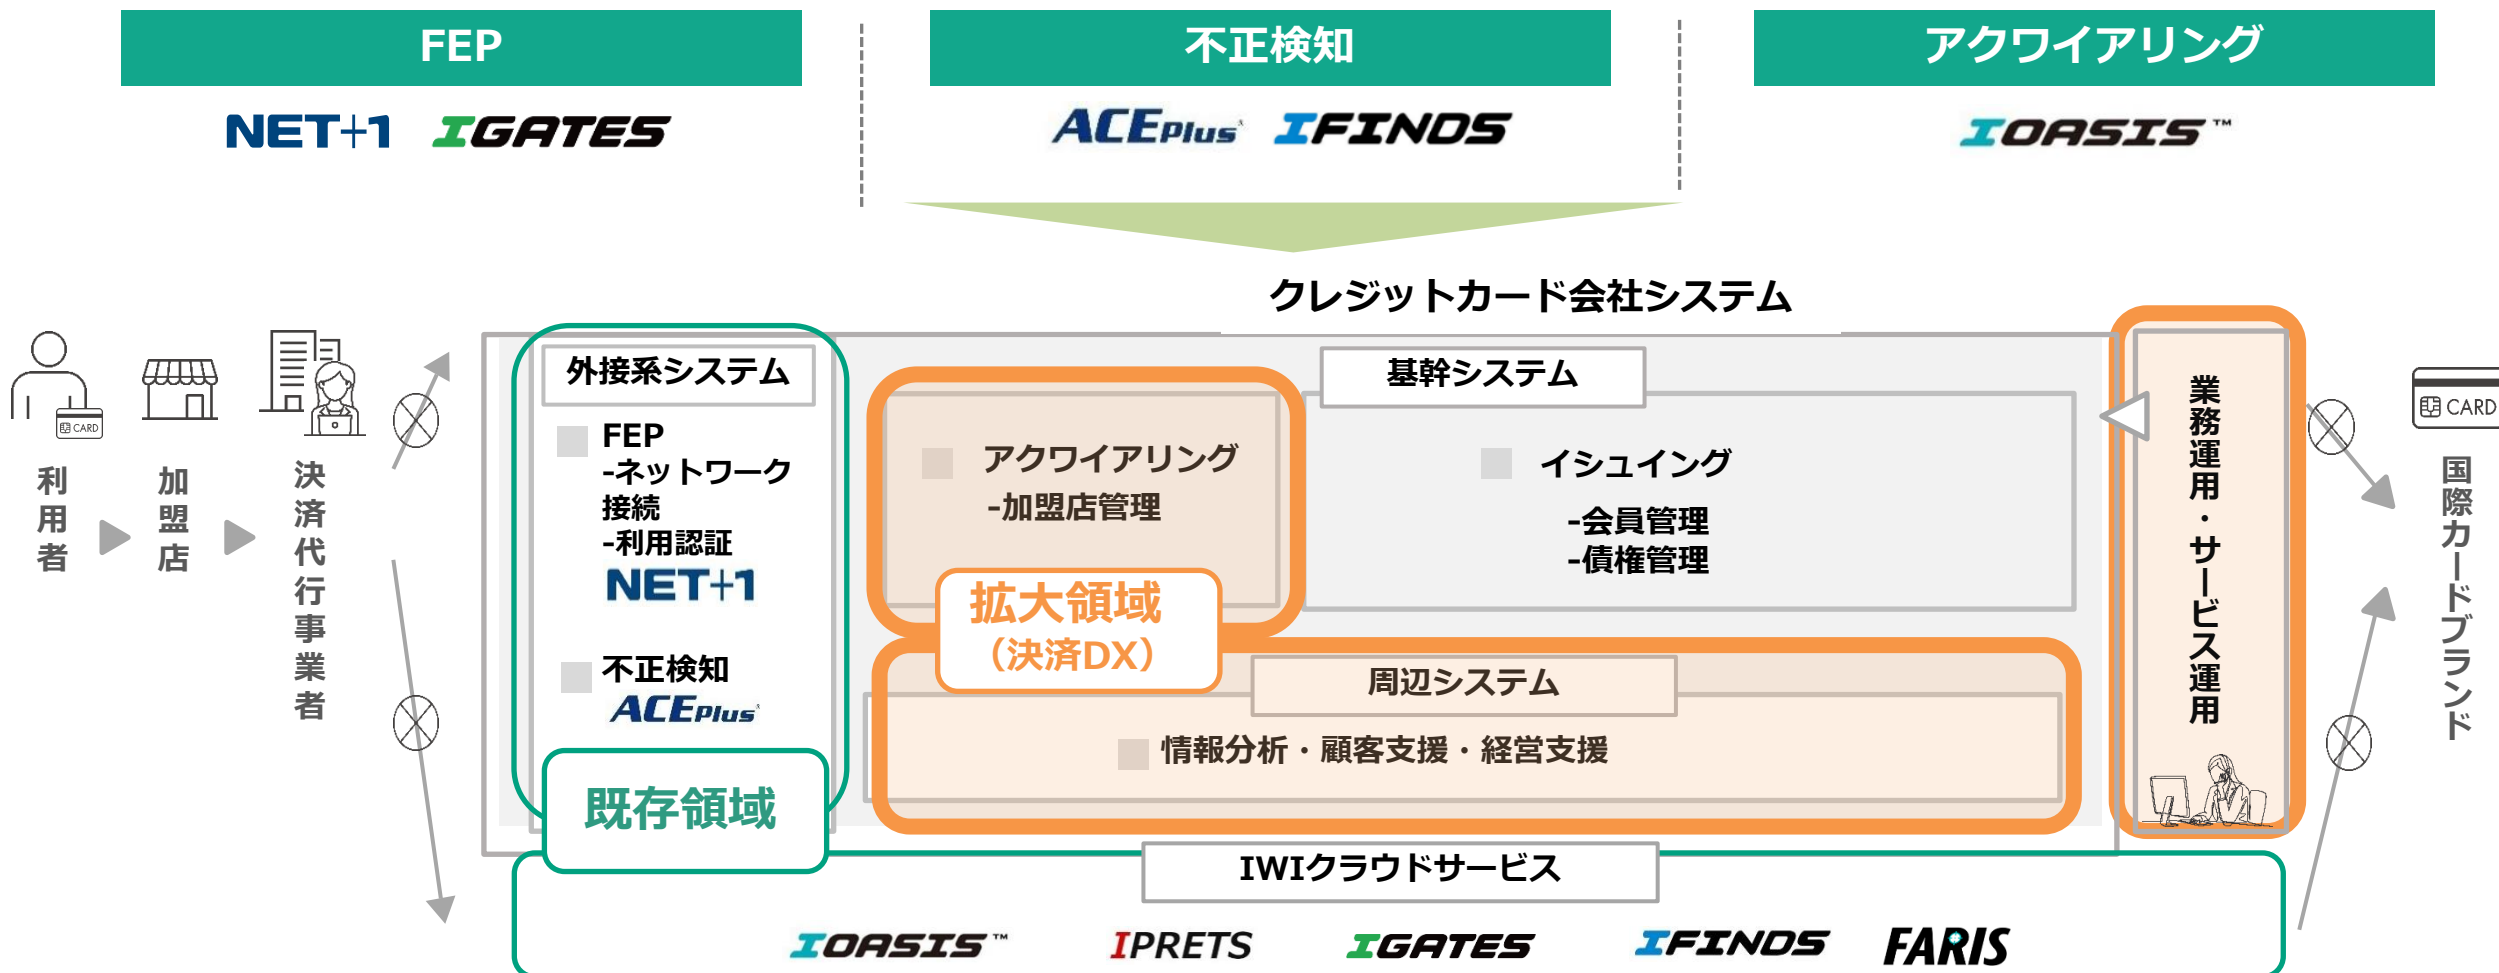 FEP
不正検知
アクワイアリング
NET+1
IGATES
ACEPlus
IFINDS
IOASIS™
クレジットカード会社システム
外接系システム
FEP
-ネットワーク
接続
-利用認証
NET+1
不正検知
ACEPlus
既存領域
基幹システム
アクワイアリング
-加盟店管理
イシュイング
-会員管理
-債権管理
拡大領域
（決済DX）
周辺システム
情報分析・顧客支援・経営支援
業務運用・サービス運用
CARD
利用者
加盟店
決済代行事業者
CARD
国際カードブランド
IWIクラウドサービス
IOASIS™
IPRETS
IGATES
IFINDS
FARIS